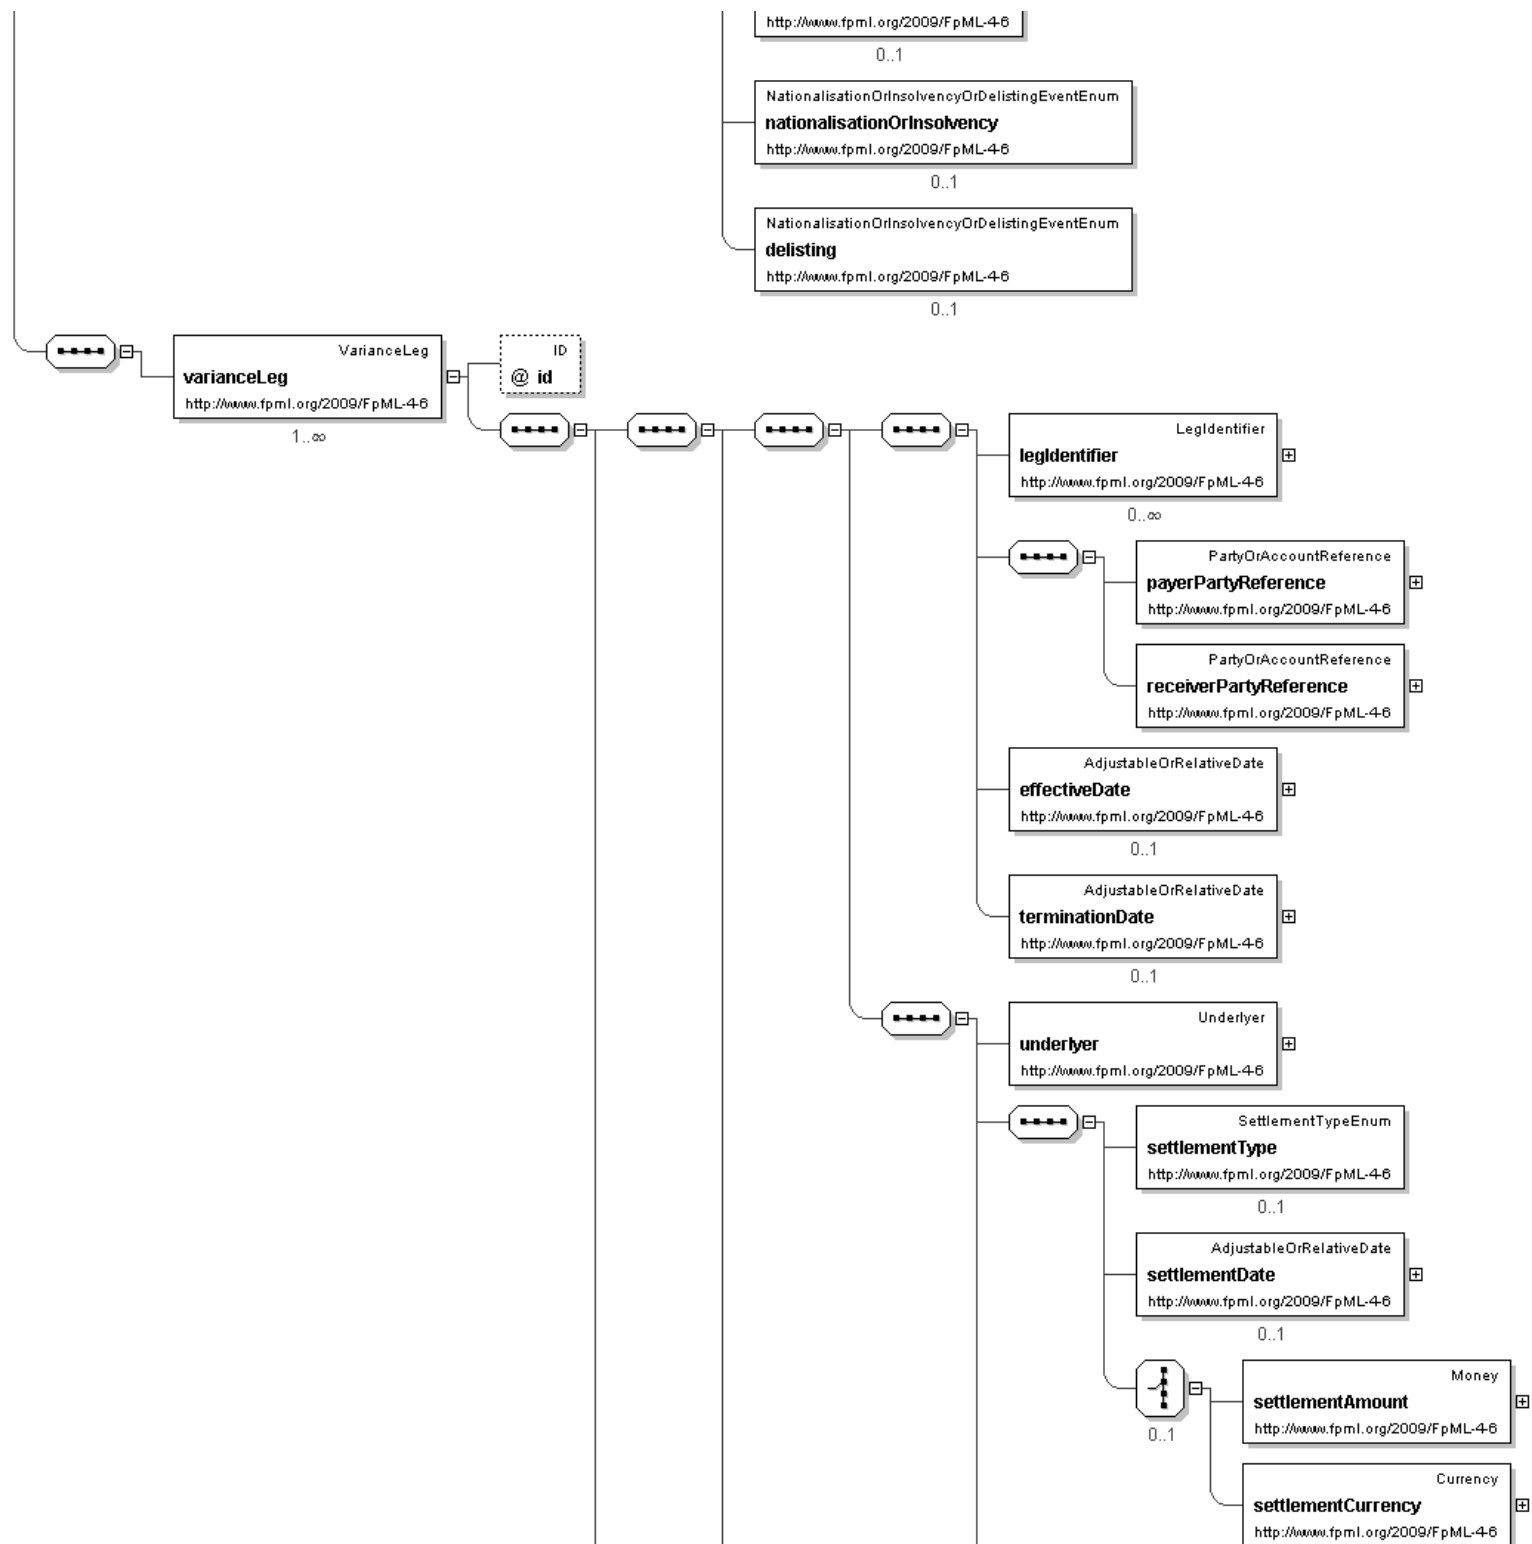 http://www.fpml.org/2009/FpML-4-6
0..1
NationalisationOrInsolvencyOrDelistingEventEnum
nationalisationOrInsolvency
http://www.fpml.org/2009/FpML-4-6
0..1
NationalisationOrInsolvencyOrDelistingEventEnum
delisting
http://www.fpml.org/2009/FpML-4-6
0..1
VarianceLeg
varianceLeg
http://www.fpml.org/2009/FpML-4-6
1..∞
ID
@ id
LegIdentifier
legIdentifier
http://www.fpml.org/2009/FpML-4-6
0..∞
PartyOrAccountReference
payerPartyReference
http://www.fpml.org/2009/FpML-4-6
PartyOrAccountReference
receiverPartyReference
http://www.fpml.org/2009/FpML-4-6
AdjustableOrRelativeDate
effectiveDate
http://www.fpml.org/2009/FpML-4-6
0..1
AdjustableOrRelativeDate
terminationDate
http://www.fpml.org/2009/FpML-4-6
0..1
Underlyer
underlyer
http://www.fpml.org/2009/FpML-4-6
SettlementTypeEnum
settlementType
http://www.fpml.org/2009/FpML-4-6
0..1
AdjustableOrRelativeDate
settlementDate
http://www.fpml.org/2009/FpML-4-6
0..1
Money
settlementAmount
http://www.fpml.org/2009/FpML-4-6
0..1
Currency
settlementCurrency
http://www.fpml.org/2009/FpML-4-6